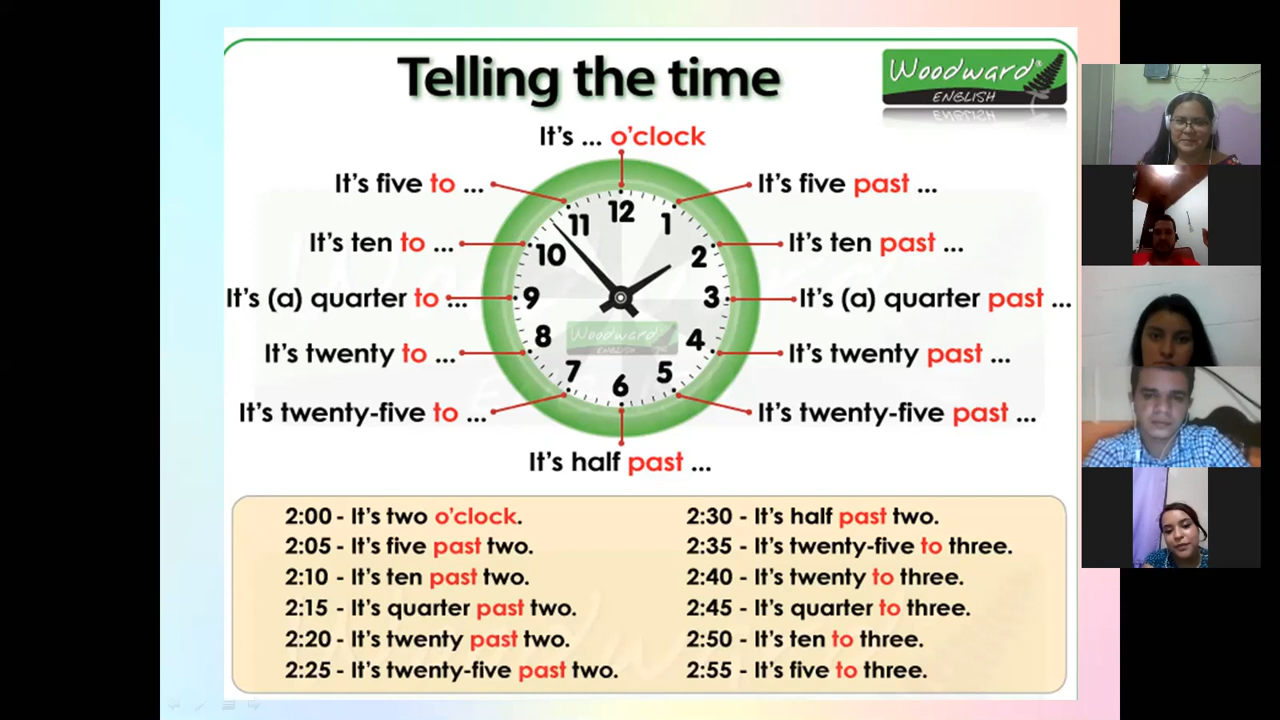 Telling the time
Woodward®
ENGLISH
It's ... o'clock
It's five to ...
It's five past ...
It's ten to ...
It's ten past ...
It's (a) quarter to ...
It's (a) quarter past ...
It's twenty to ...
It's twenty past ...
It's twenty-five to ...
It's twenty-five past ...
It's half past ...
12
11
1
10
2
9
3
8
4
7
5
6
Woodward
ENGLISH
2:00 - It's two o'clock.
2:05 - It's five past two.
2:10 - It's ten past two.
2:15 - It's quarter past two.
2:20 - It's twenty past two.
2:25 - It's twenty-five past two.
2:30 - It's half past two.
2:35 - It's twenty-five to three.
2:40 - It's twenty to three.
2:45 - It's quarter to three.
2:50 - It's ten to three.
2:55 - It's five to three.